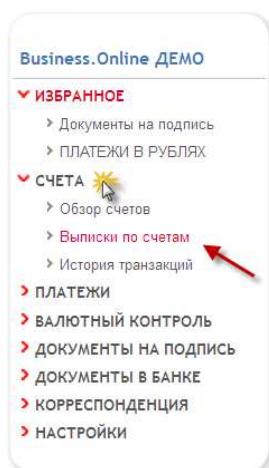 Business.Online ДЕМО
ИЗБРАННОЕ
Документы на подпись
ПЛАТЕЖИ В РУБЛЯХ
СЧЕТА
Обзор счетов
Выписки по счетам
История транзакций
ПЛАТЕЖИ
ВАЛЮТНЫЙ КОНТРОЛЬ
ДОКУМЕНТЫ НА ПОДПИСЬ
ДОКУМЕНТЫ В БАНКЕ
КОРРЕСПОНДЕНЦИЯ
НАСТРОЙКИ